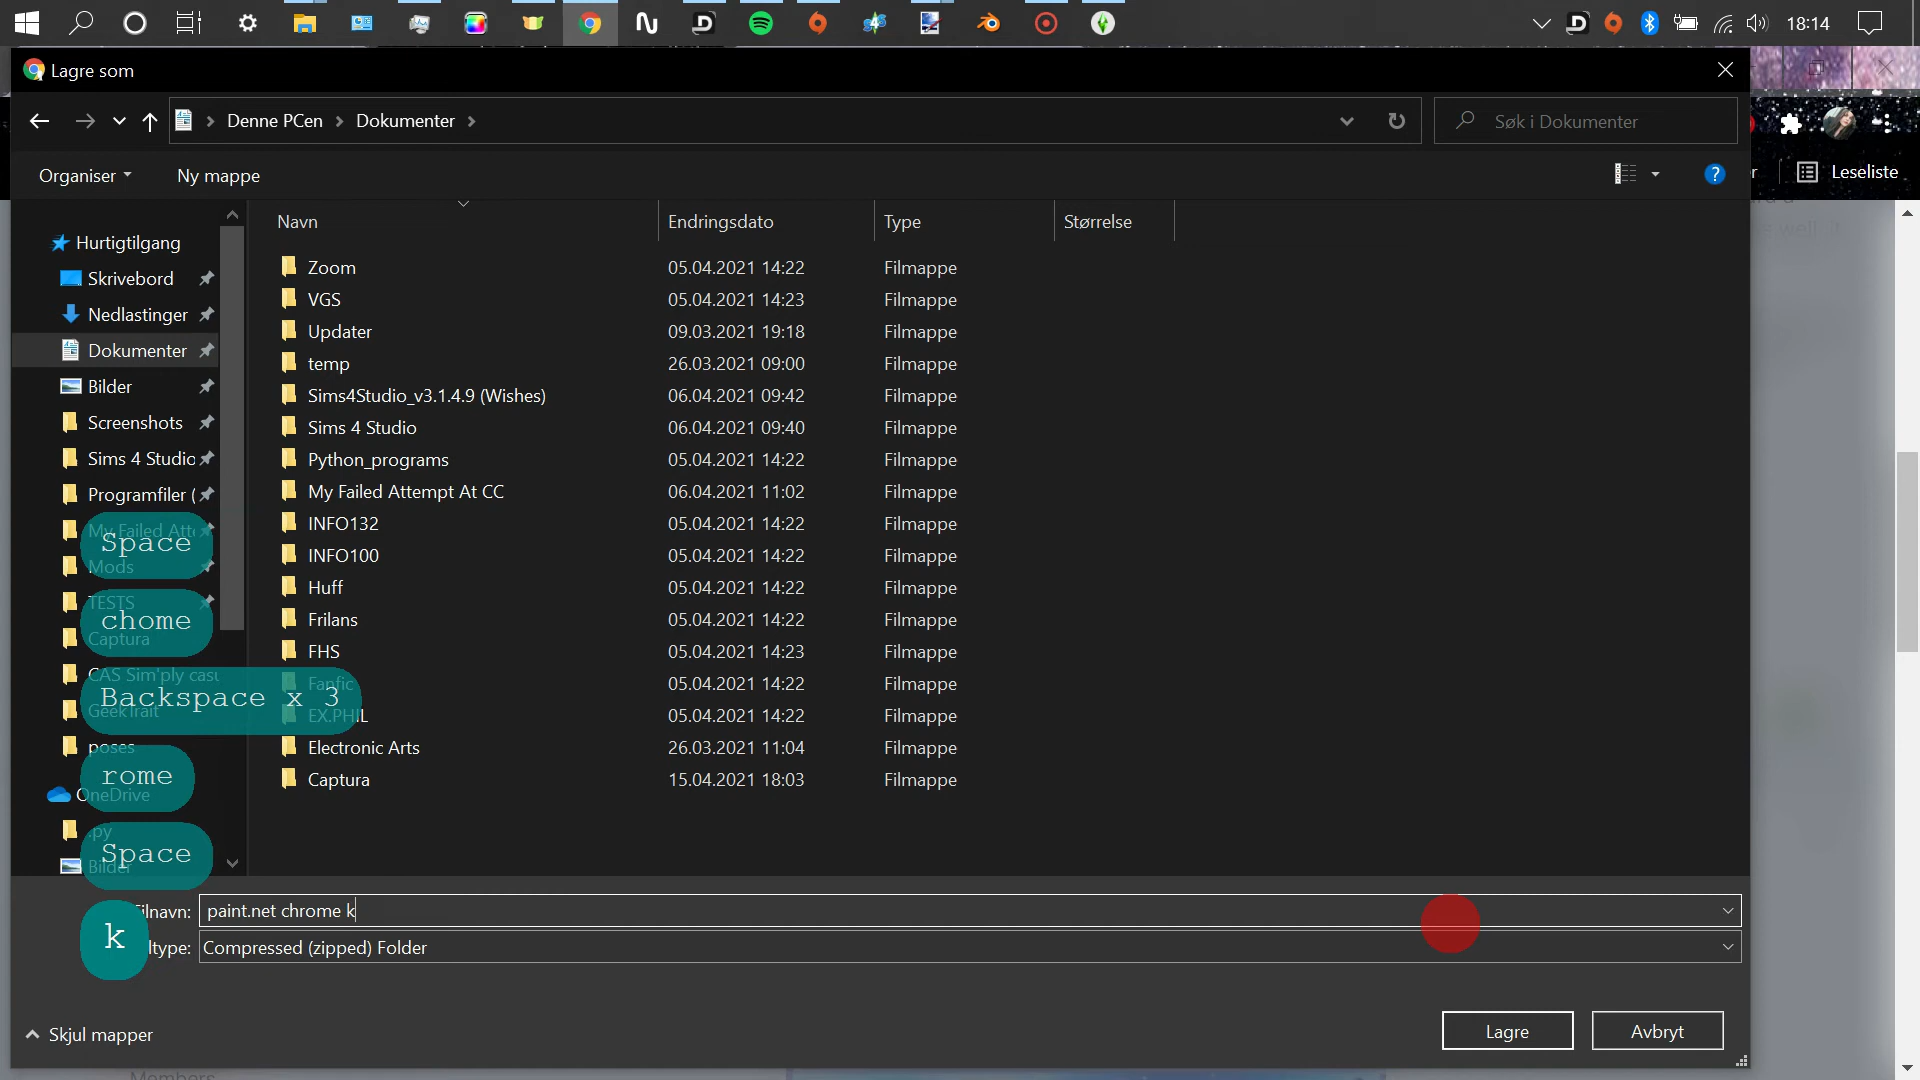 18:14
Lagre som
Denne PCen
Dokumenter
Søk i Dokumenter
Organiser
Ny mappe
?
Leseliste
Navn
Endringsdato
Type
Størrelse
Hurtigtilgang
Skrivebord
Nedlastinger
Dokumenter
Bilder
Screenshots
Sims 4 Studio
Programfiler (
My Failed Atte
Mods
TESTS
Captura
CAS Sim'ply casu
GeekTrait
poses
OneDrive
.py
Bilder
Zoom 05.04.2021 14:22 Filmappe
VGS 05.04.2021 14:23 Filmappe
Updater 09.03.2021 19:18 Filmappe
temp 26.03.2021 09:00 Filmappe
Sims4Studio_v3.1.4.9 (Wishes) 06.04.2021 09:42 Filmappe
Sims 4 Studio 06.04.2021 09:40 Filmappe
Python_programs 05.04.2021 14:22 Filmappe
My Failed Attempt At CC 06.04.2021 11:02 Filmappe
INFO132 05.04.2021 14:22 Filmappe
INFO100 05.04.2021 14:22 Filmappe
Huff 05.04.2021 14:22 Filmappe
Frilans 05.04.2021 14:22 Filmappe
FHS 05.04.2021 14:23 Filmappe
Fanfic 05.04.2021 14:22 Filmappe
EX.PHIL 05.04.2021 14:22 Filmappe
Electronic Arts 26.03.2021 11:04 Filmappe
Captura 15.04.2021 18:03 Filmappe
Space
chome
Backspace x 3
rome
Space
k
ilnavn: paint.net chrome k
ltype: Compressed (zipped) Folder
Skjul mapper
Lagre
Avbryt
Members